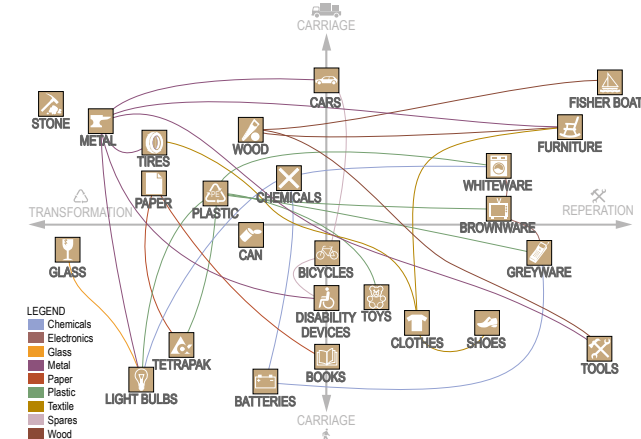 CARRIAGE
CARS
FISHER BOAT
STONE
METAL
WOOD
FURNITURE
TIRES
WHITEWARE
PAPER
PLASTIC
CHEMICALS
TRANSFORMATION
REPERATION
BROWNWARE
CAN
GLASS
BICYCLES
GREYWARE
DISABILITY
DEVICES
TOYS
CLOTHES
SHOES
LEGEND
Chemicals
Electronics
Glass
Metal
Paper
Plastic
Textile
Spares
Wood
TETRAPAK
BOOKS
TOOLS
LIGHT BULBS
BATTERIES
CARRIAGE